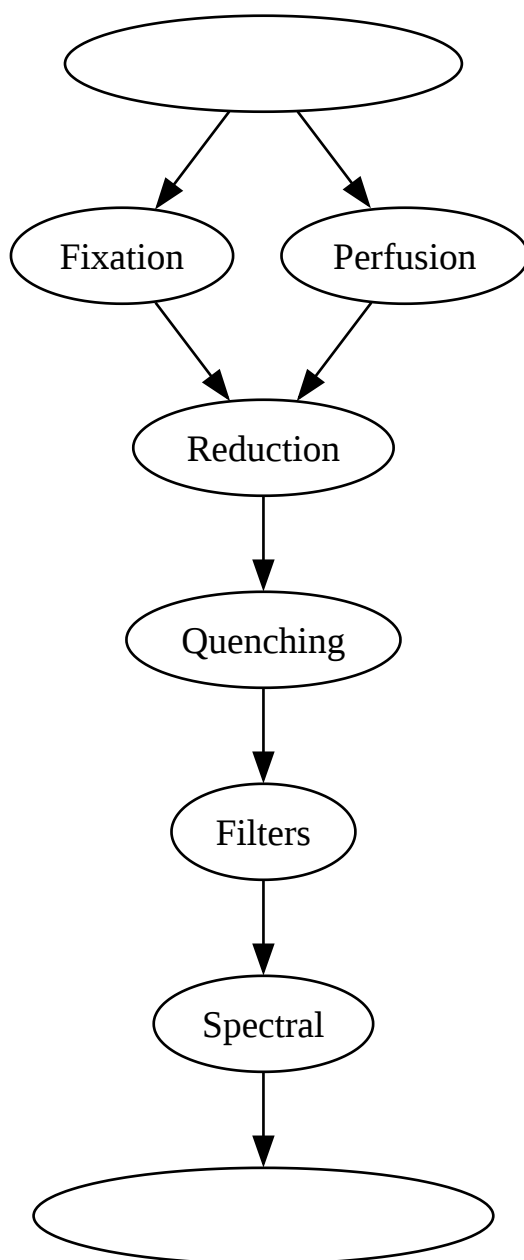 Fixation
Perfusion
Reduction
Quenching
Filters
Spectral